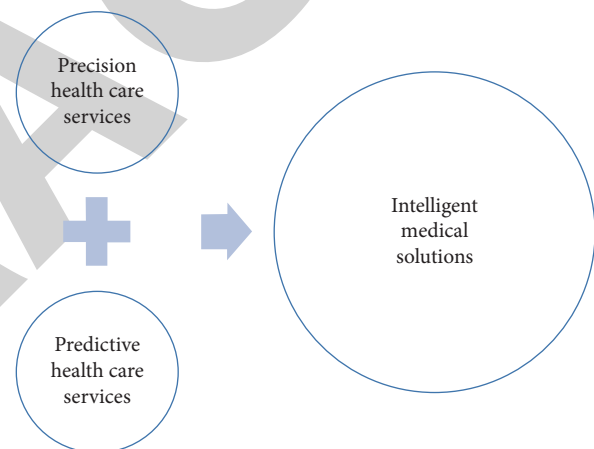 Precision
health care
services
Intelligent
medical
solutions
Predictive
health care
services